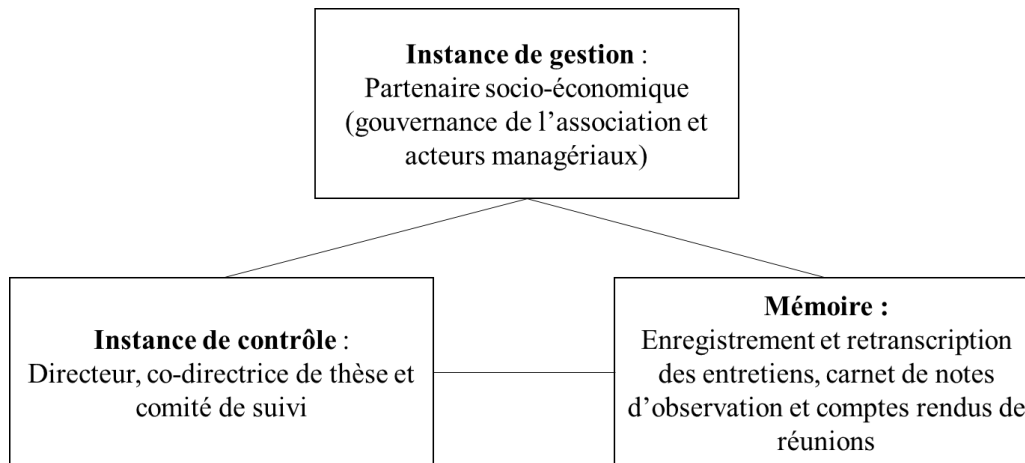 Instance de gestion :
Partenaire socio-économique
(gouvernance de l’association et
acteurs managériaux)
Instance de contrôle :
Directeur, co-directrice de thèse et
comité de suivi
Mémoire :
Enregistrement et retranscription
des entretiens, carnet de notes
d’observation et comptes rendus de
réunions